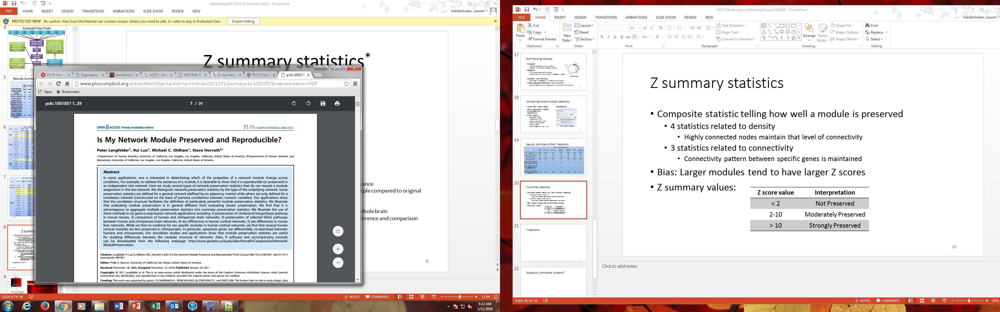 labMeeting20120504 [Protected View] - PowerPoint
FILE HOME INSERT DESIGN TRANSITIONS ANIMATIONS SLIDE SHOW REVIEW VIEW
Vanderlinden, Lauren
PROTECTED VIEW Be careful—files from the Internet can contain viruses. Unless you need to edit, it's safer to stay in Protected View. Enable Editing
4
Analysis Flow Chart
5
Results: Summa
6
7
8
Z summ
9
Z summary statistics*
Lauren
29:38 min - Eigengene blockwiseM eQTL - Goo WGCNA: R Is my netwo PLOS Comp pcbi.100105
www.ploscompbiol.org/article/fetchObject.action?uri=info:doi/10.1371/journal.pcbi.1001057&representation=PDF
Apps Bookmarks
pcbi.1001057 1..29
1 / 29
OPEN ACCESS Freely available online
PLOS COMPUTATIONAL BIOLOGY
Is My Network Module Preserved and Reproducible?
Peter Langfelder1, Rui Luo1, Michael C. Oldham1, Steve Horvath2*
1 Department of Human Genetics, University of California, Los Angeles, Los Angeles, California, United States of America, 2 Departments of Human Genetics and
Biostatistics, University of California, Los Angeles, Los Angeles, California, United States of America
Abstract
In many applications, one is interested in determining which of the properties of a network module change across
conditions. For example, to validate the existence of a module, it is desirable to show that it is reproducible (or preserved) in
an independent test network. Here we study several types of network preservation statistics that do not require a module
assignment in the test network. We distinguish network preservation statistics by the type of the underlying network. Some
preservation statistics are defined for a general network (defined by an adjacency matrix) while others are only defined for a
correlation network (constructed on the basis of pairwise correlations between numeric variables). Our applications show
that the correlation structure facilitates the definition of particularly powerful module preservation statistics. We illustrate
that evaluating module preservation is in general different from evaluating cluster preservation. We find that it is
advantageous to aggregate multiple preservation statistics into summary preservation statistics. We illustrate the use of
these methods in six gene co-expression network applications including 1) preservation of cholesterol biosynthesis pathway
in mouse tissues, 2) comparison of human and chimpanzee brain networks, 3) preservation of selected KEGG pathways
between human and chimpanzee brain networks, 4) sex differences in human cortical networks, 5) sex differences in mouse
liver networks. While we find no evidence for sex specific modules in human cortical networks, we find that several human
cortical modules are less preserved in chimpanzees. In particular, apoptosis genes are differentially co-expressed between
humans and chimpanzees. Our simulation studies and applications show that module preservation statistics are useful
for studying differences between the modular structure of networks. Data, R software and accompanying tutorials
can be downloaded from the following webpage: http://www.genetics.ucla.edu/labs/horvath/CoexpressionNetwork/
ModulePreservation.
Citation: Langfelder P, Luo R, Oldham MC, Horvath S (2011) Is My Network Module Preserved and Reproducible? PLoS Comput Biol 7(1): e1001057. doi:10.1371/
journal.pcbi.1001057
Editor: Philip E. Bourne, University of California San Diego, United States of America
Received December 18, 2009; Accepted December 13, 2010; Published January 20, 2011
Copyright: © 2011 Langfelder et al. This is an open-access article distributed under the terms of the Creative Commons Attribution License, which permits
unrestricted use, distribution, and reproduction in any medium, provided the original author and source are credited.
Funding: This work was supported by grants 1U19AI063603-01, 5P30CA016042-28, P50CA092131, and DK072206. The funders had no role in study design, data
ance
ple compared to original
whole brain
erence and comparison
8
SLIDE 8 OF 18
NOTES COMMENTS 113%
9:22 AM
2/11/2016
WGCNAtalk.networkWorkingGroup.Feb2016 - PowerPoint
FILE HOME INSERT DESIGN TRANSITIONS ANIMATIONS SLIDE SHOW REVIEW VIEW
Vanderlinden, Lauren
Paste Cut Copy Format Painter
Clipboard
New Slide Layout Reset Section
Slides
44
Font
Text Direction Align Text Convert to SmartArt
Paragraph
Arrange Quick Styles Shape Fill Shape Outline Shape Effects
Drawing
Find Replace Select
Editing
17
Summarizing Modules
18
Comparing Across Multiple Networks
19
Results: Summary of the 7 Networks
20
Z summary statistics
21
7 Networks
22
Questions, Comments, Conerns?
Z summary statistics
• Composite statistic telling how well a module is preserved
• 4 statistics related to density
• Highly connected nodes maintain that level of connectivity
• 3 statistics related to connectivity
• Connectivity pattern between specific genes is maintained
• Bias: Larger modules tend to have larger Z scores
• Z summary values:
Z score value Interpretation
< 2 Not Preserved
2-10 Moderately Preserved
> 10 Strongly Preserved
20
Click to add notes
SLIDE 20 OF 23
NOTES COMMENTS 95%